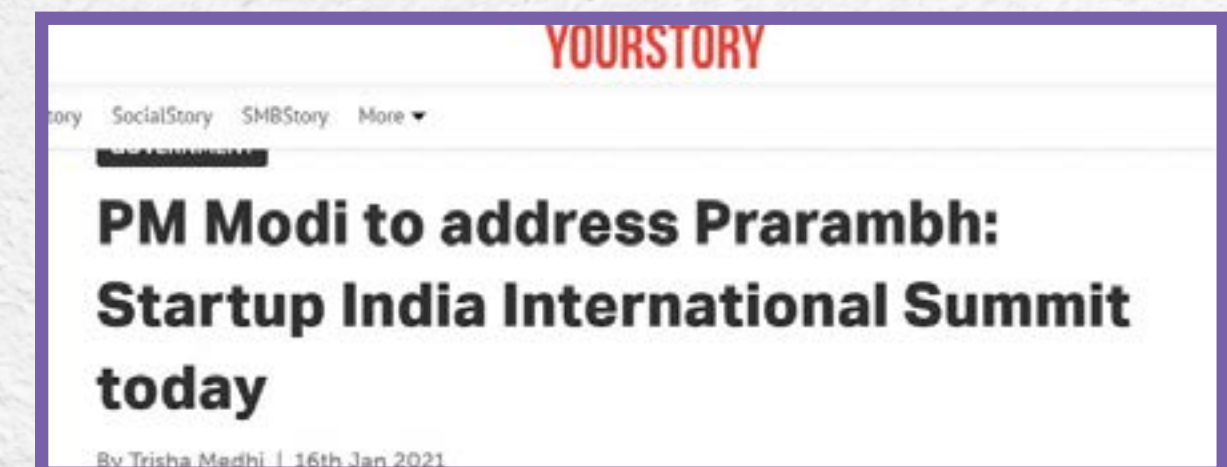 YOURSTORY
tory SocialStory SMBStory More
PM Modi to address Prarambh:
Startup India International Summit
today
By Trisha Medhi | 16th Jan 2021